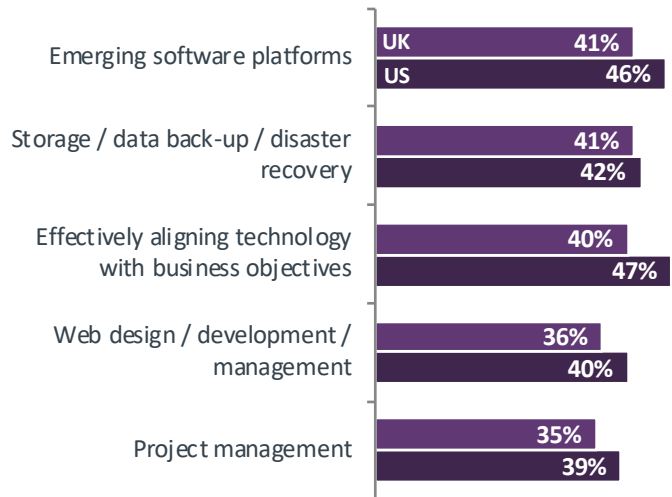 Emerging software platforms
UK 41%
US 46%
Storage / data back-up / disaster
recovery
41%
42%
Effectively aligning technology
with business objectives
40%
47%
Web design / development /
management
36%
40%
Project management
35%
39%